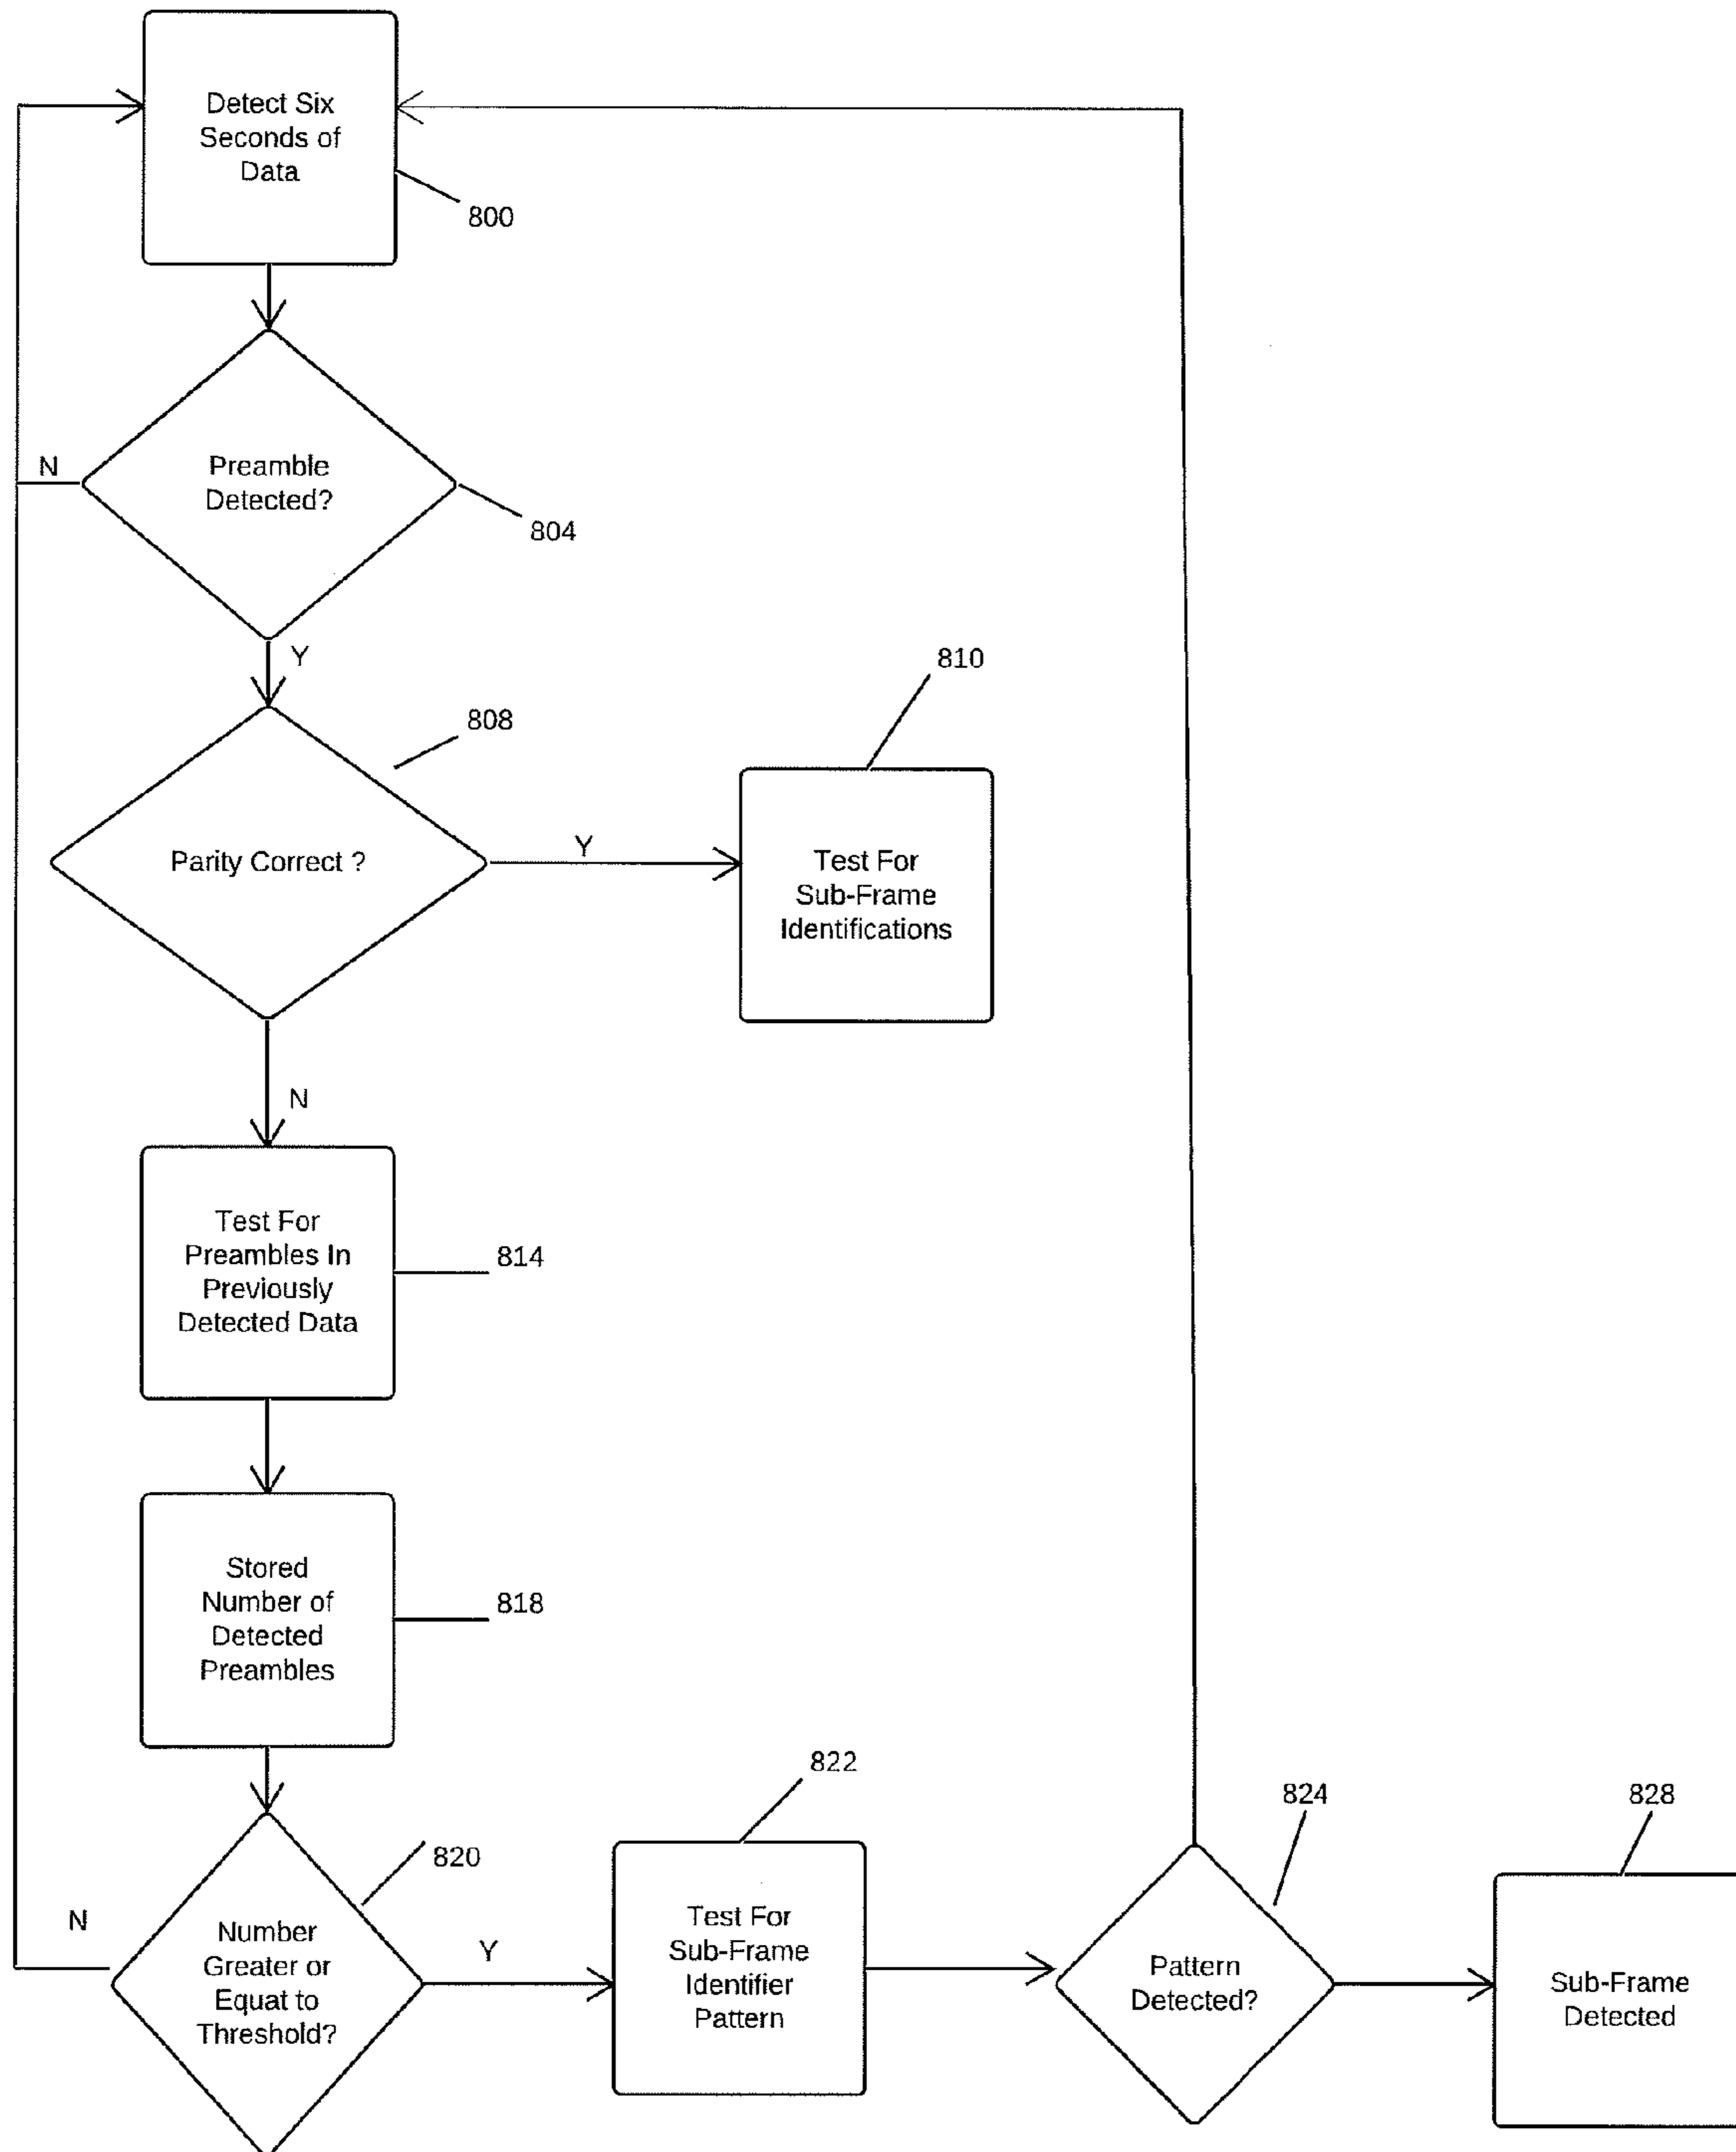 Detect Six
Seconds of
Data
800
Preamble
Detected?
N
804
Y
810
808
Parity Correct ?
Y
Test For
Sub-Frame
Identifications
N
Test For
Preambles In
Previously
Detected Data
814
Stored
Number of
Detected
Preambles
818
822
824
828
820
N
Number
Greater or
Equat to
Threshold?
Y
Test For
Sub-Frame
Identifier
Pattern
Pattern
Detected?
Sub-Frame
Detected